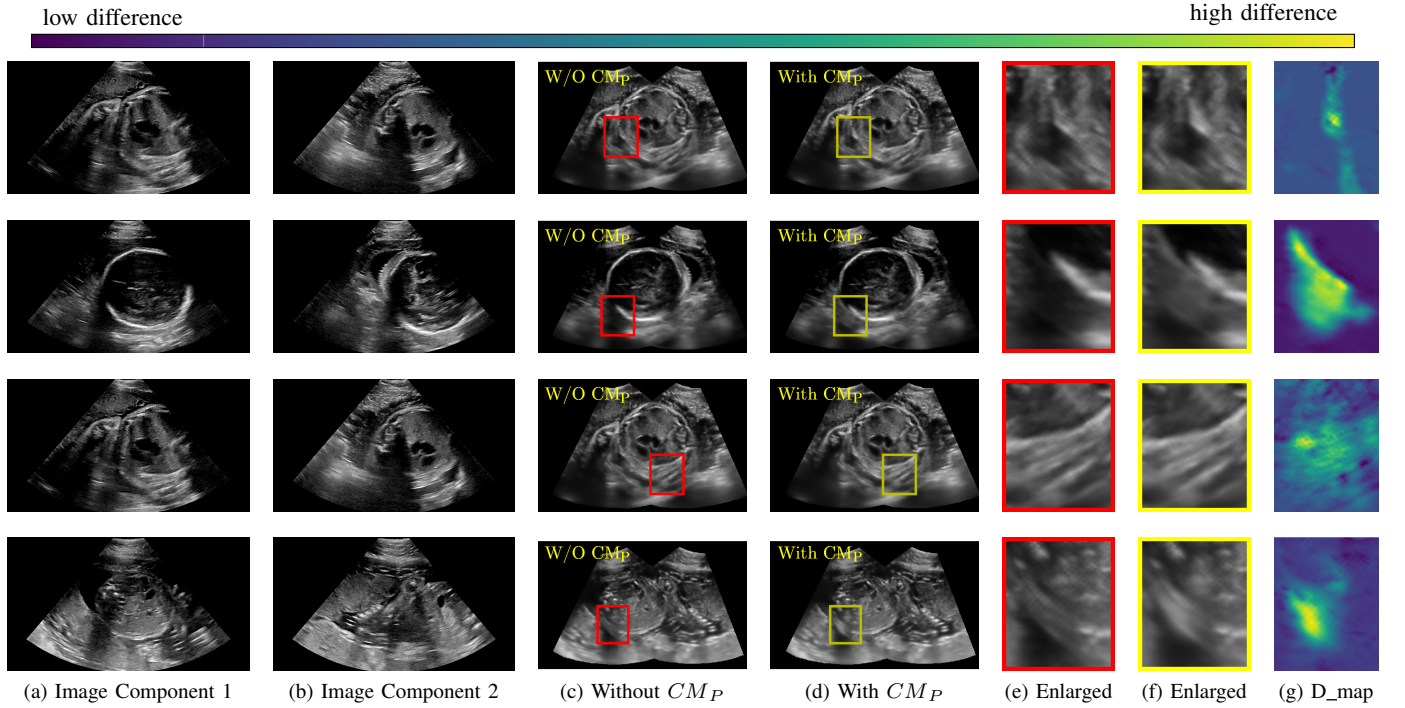 low difference
high difference
W/O CMP
With CMP
W/O CMP
With CMP
W/O CMP
With CMP
W/O CMP
With CMP
(a) Image Component 1
(b) Image Component 2
(c) Without CMP
(d) With CMP
(e) Enlarged
(f) Enlarged
(g) D_map